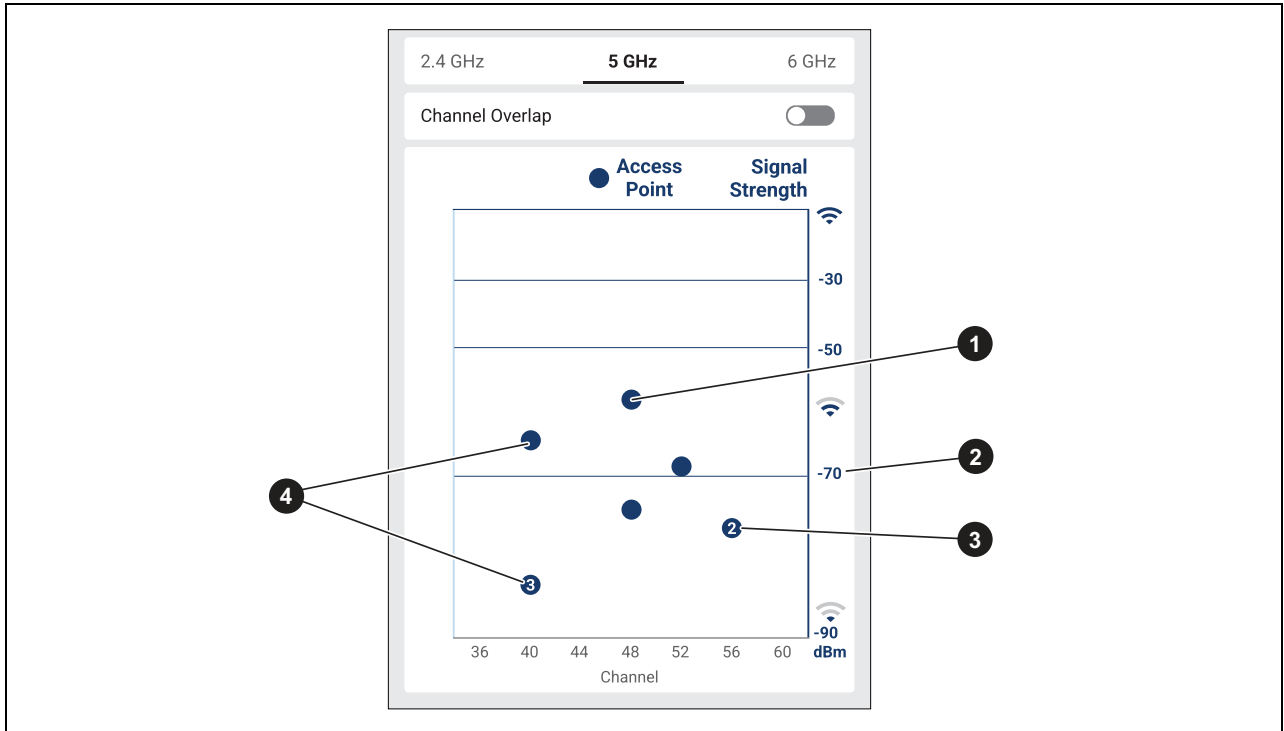 2.4 GHz 5 GHz 6 GHz
Channel Overlap
Access Point
Signal Strength
-30
-50
1
-70
2
4
2
3
3
-90
36 40 44 48 52 56 60 dBm
Channel